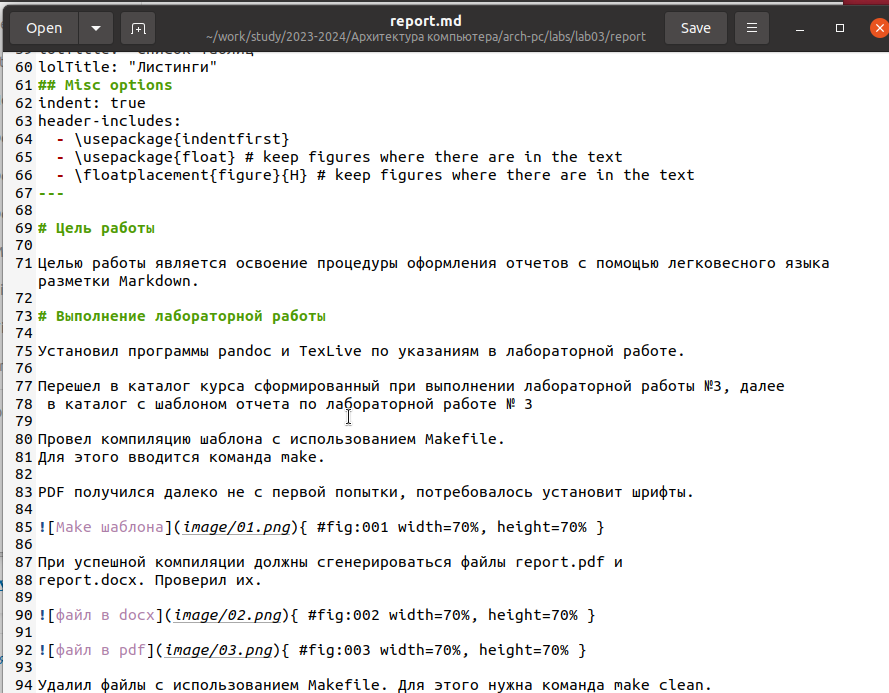 report.md
Open
~/work/study/2023-2024/Архитектура компьютера/arch-pc/labs/lab03/report
Save
60 lolTitle: "Листинги"
61 ## Misc options
62 indent: true
63 header-includes:
64   - \usepackage{indentfirst}
65   - \usepackage{float} # keep figures where there are in the text
66   - \floatplacement{figure}{H} # keep figures where there are in the text
67 ---
68
69 # Цель работы
70
71 Целью работы является освоение процедуры оформления отчетов с помощью легковесного языка
разметки Markdown.
72
73 # Выполнение лабораторной работы
74
75 Установил программы pandoc и TexLive по указаниям в лабораторной работе.
76
77 Перешел в каталог курса сформированный при выполнении лабораторной работы №3, далее
78  в каталог с шаблоном отчета по лабораторной работе № 3
79
80 Провел компиляцию шаблона с использованием Makefile.
81 Для этого вводится команда make.
82
83 PDF получился далеко не с первой попытки, потребовалось установит шрифты.
84
85 ![Make шаблона](image/01.png){ #fig:001 width=70%, height=70% }
86
87 При успешной компиляции должны сгенерироваться файлы report.pdf и
88 report.docx. Проверил их.
89
90 ![файл в docx](image/02.png){ #fig:002 width=70%, height=70% }
91
92 ![файл в pdf](image/03.png){ #fig:003 width=70%, height=70% }
93
94 Удалил файлы с использованием Makefile. Для этого нужна команда make clean.